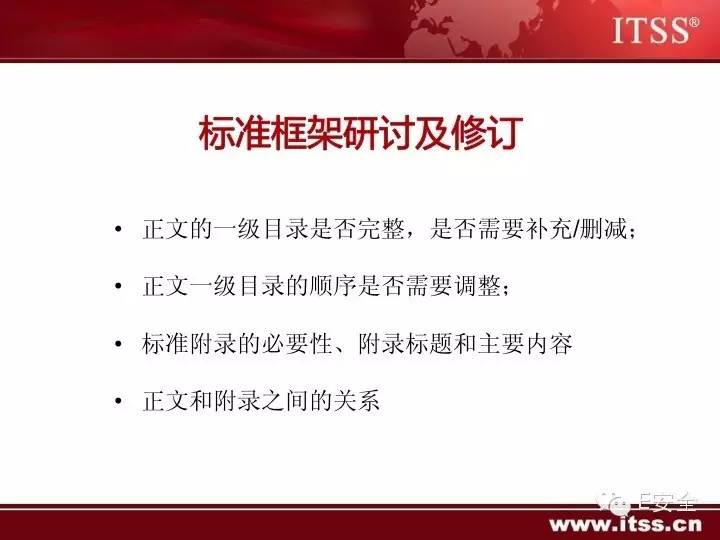 ITSS®
标准框架研讨及修订
• 正文的一级目录是否完整，是否需要补充/删减；
• 正文一级目录的顺序是否需要调整；
• 标准附录的必要性、附录标题和主要内容
• 正文和附录之间的关系
E安全
www.itss.cn